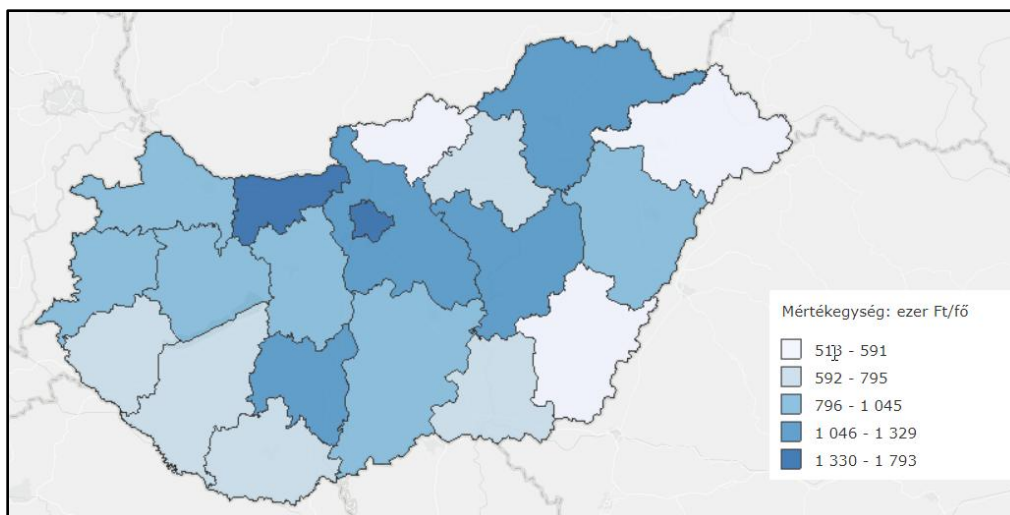 Mértékegység: ezer Ft/fő
513 - 591
592 - 795
796 - 1 045
1 046 - 1 329
1 330 - 1 793